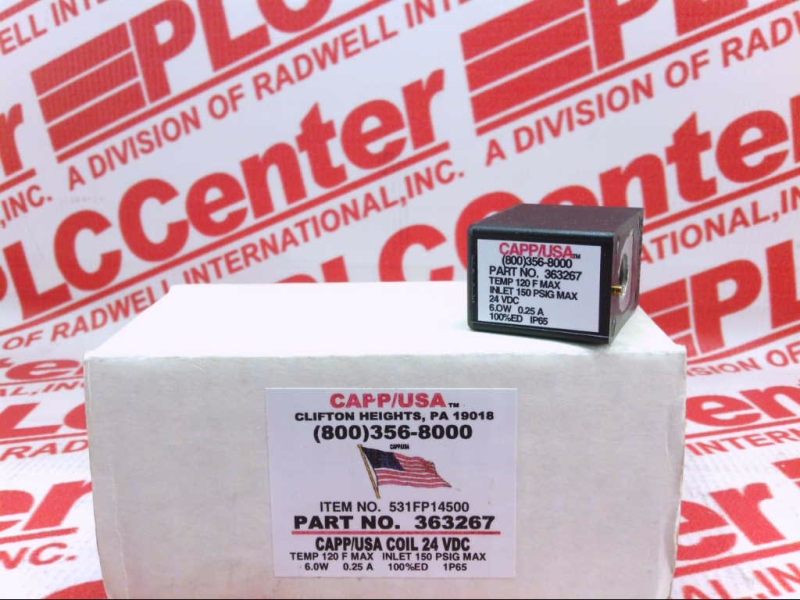 PLCCenter
A DIVISION OF RADWELL INTERNATIONAL, INC.
CAPP/USA™
(800)356-8000
PART NO. 363267
TEMP 120 F MAX
INLET 150 PSIG MAX
24 VDC
6.0W 0.25 A
100%ED IP65
CAPP/USA™
CLIFTON HEIGHTS, PA 19018
(800)356-8000
CAPP/USA
ITEM NO. 531FP14500
PART NO. 363267
CAPP/USA COIL 24 VDC
TEMP 120 F MAX INLET 150 PSIG MAX
6.0W 0.25 A 100%ED 1P65